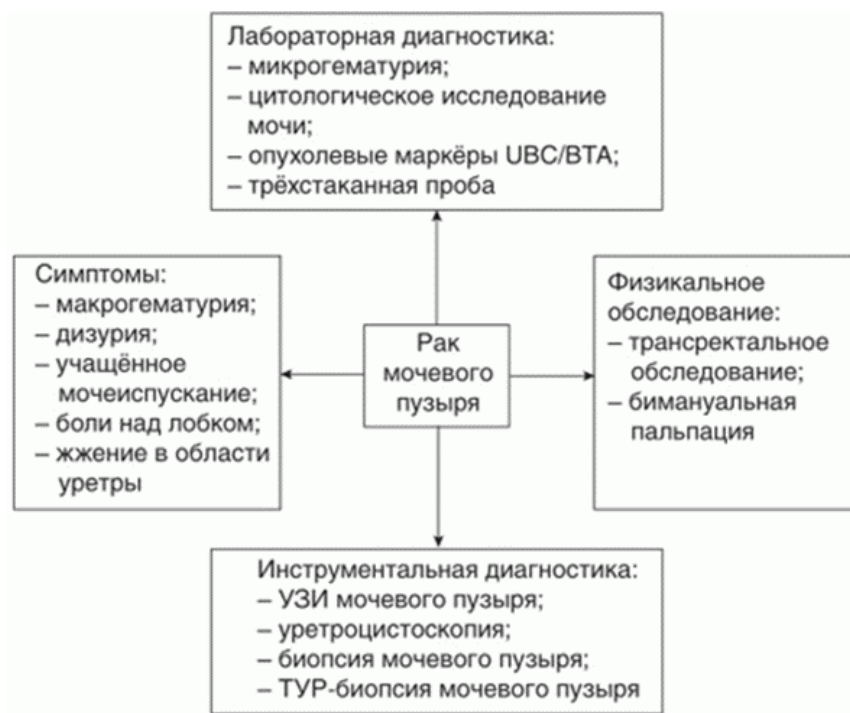 Лабораторная диагностика:
– микрогематурия;
– цитологическое исследование
мочи;
– опухолевые маркёры UBC/BTA;
– трёхстаканная проба
Симптомы:
– макрогематурия;
– дизурия;
– учащённое
мочеиспускание;
– боли над лобком;
– жжение в области
уретры
Рак
мочевого
пузыря
Физикальное
обследование:
– трансректальное
обследование;
– бимануальная
пальпация
Инструментальная диагностика:
– УЗИ мочевого пузыря;
– уретроцистоскопия;
– биопсия мочевого пузыря;
– ТУР-биопсия мочевого пузыря